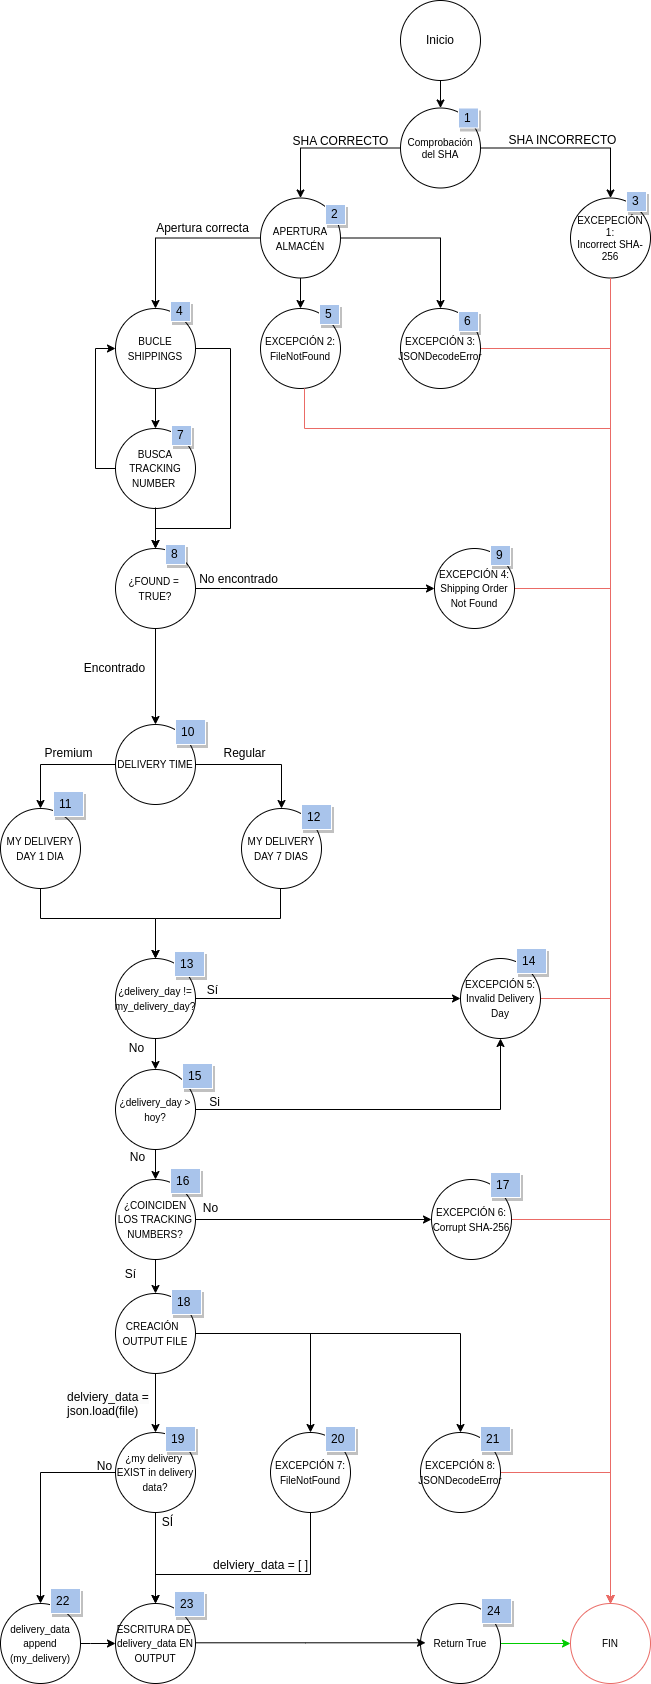 Inicio
1
Comprobación
del SHA
SHA CORRECTO
SHA INCORRECTO
2
APERTURA
ALMACÉN
3
EXCEPECIÓN
1:
Incorrect SHA-
256
Apertura correcta
4
BUCLE
SHIPPINGS
5
EXCEPCIÓN 2:
FileNotFound
6
EXCEPCIÓN 3:
JSONDecodeError
7
BUSCA
TRACKING
NUMBER
8
¿FOUND =
TRUE?
No encontrado
9
EXCEPCIÓN 4:
Shipping Order
Not Found
Encontrado
10
DELIVERY TIME
Premium
Regular
11
MY DELIVERY
DAY 1 DIA
12
MY DELIVERY
DAY 7 DIAS
13
¿delivery_day !=
my_delivery_day?
Sí
14
EXCEPCIÓN 5:
Invalid Delivery
Day
No
15
¿delivery_day >
hoy?
Si
No
16
¿COINCIDEN
LOS TRACKING
NUMBERS?
No
17
EXCEPCIÓN 6:
Corrupt SHA-256
Sí
18
CREACIÓN
OUTPUT FILE
delviery_data =
json.load(file)
19
¿my delivery
EXIST in delivery
data?
20
EXCEPCIÓN 7:
FileNotFound
21
EXCEPCIÓN 8:
JSONDecodeError
No
SÍ
delviery_data = [ ]
22
delivery_data
append
(my_delivery)
23
ESCRITURA DE
delivery_data EN
OUTPUT
24
Return True
FIN